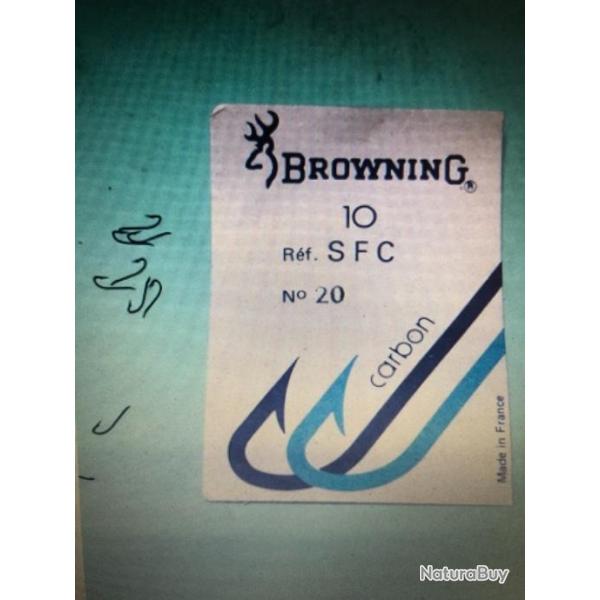 BROWNING®
10
Réf. SFC
No 20
carbon
Made in France
NaturaBuy